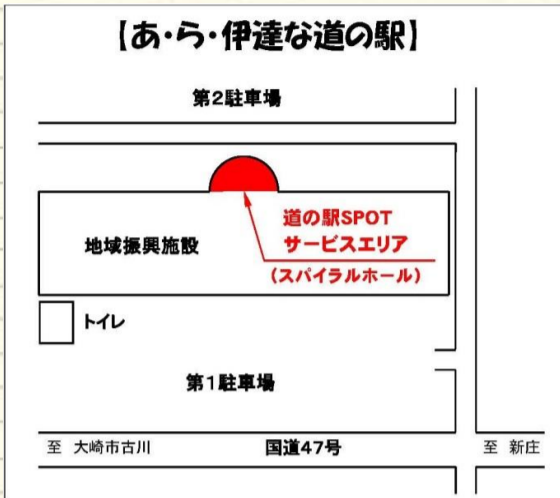 【あ・ら・伊達な道の駅】
第2駐車場
道の駅SPOT
サービスエリア
(スパイラルホール)
地域振興施設
トイレ
第1駐車場
至 大崎市古川
国道47号
至 新庄